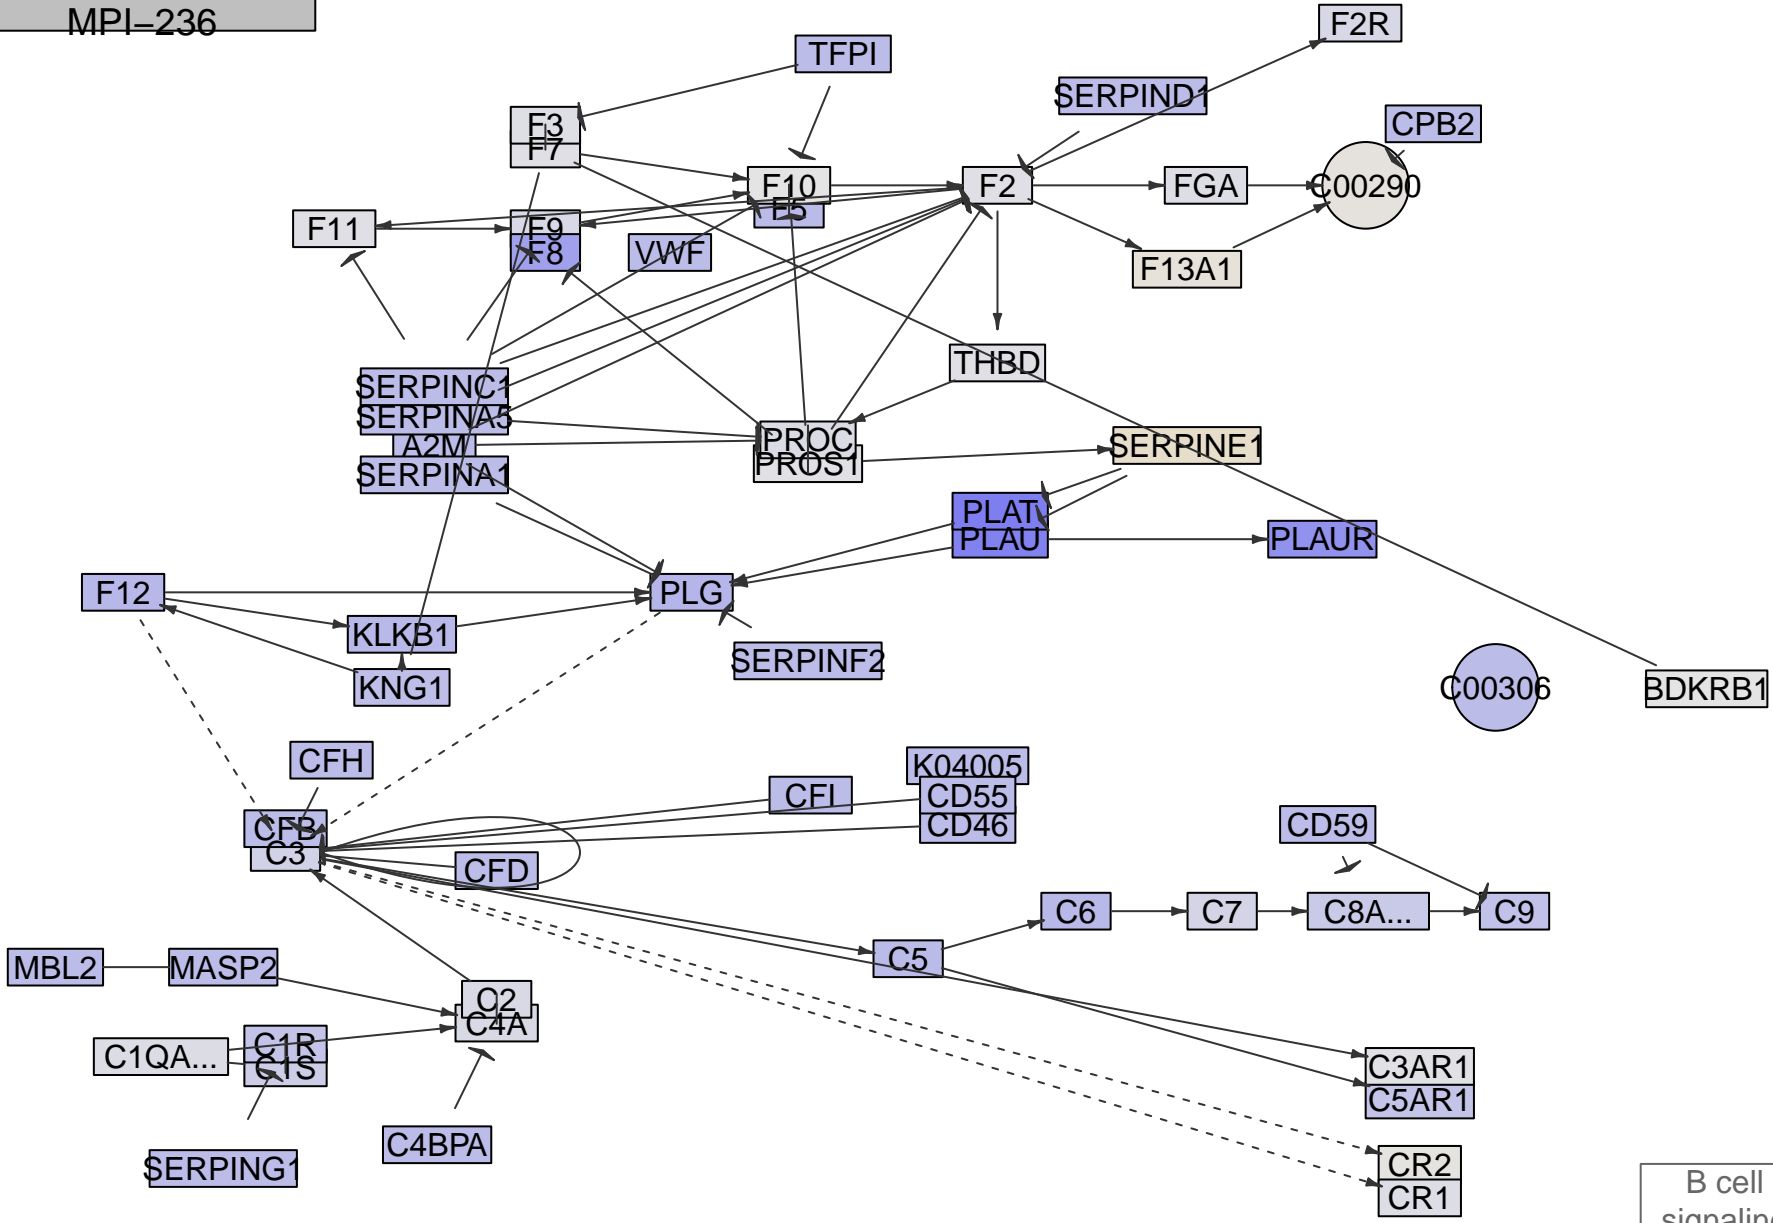 MPI–236
F2R
TFPI
SERPIND1
CPB2
F3
F7
F10
F2
FGA
C00290
F5
F11
F9
F8
VWF
F13A1
THBD
SERPINC1
SERPINA5
A2M
SERPINA1
PROC
PROS1
SERPINE1
PLAT
PLAU
PLAUR
F12
PLG
KLKB1
SERPINF2
KNG1
C00306
BDKRB1
CFH
K04005
CFI
CD55
CD46
CD59
CFB
C3
CFD
C6
C7
C8A...
C9
C5
MBL2
MASP2
C2
C4A
C1QA...
C1R
C1S
C3AR1
C5AR1
C4BPA
SERPING1
CR2
CR1
B cell
signaling